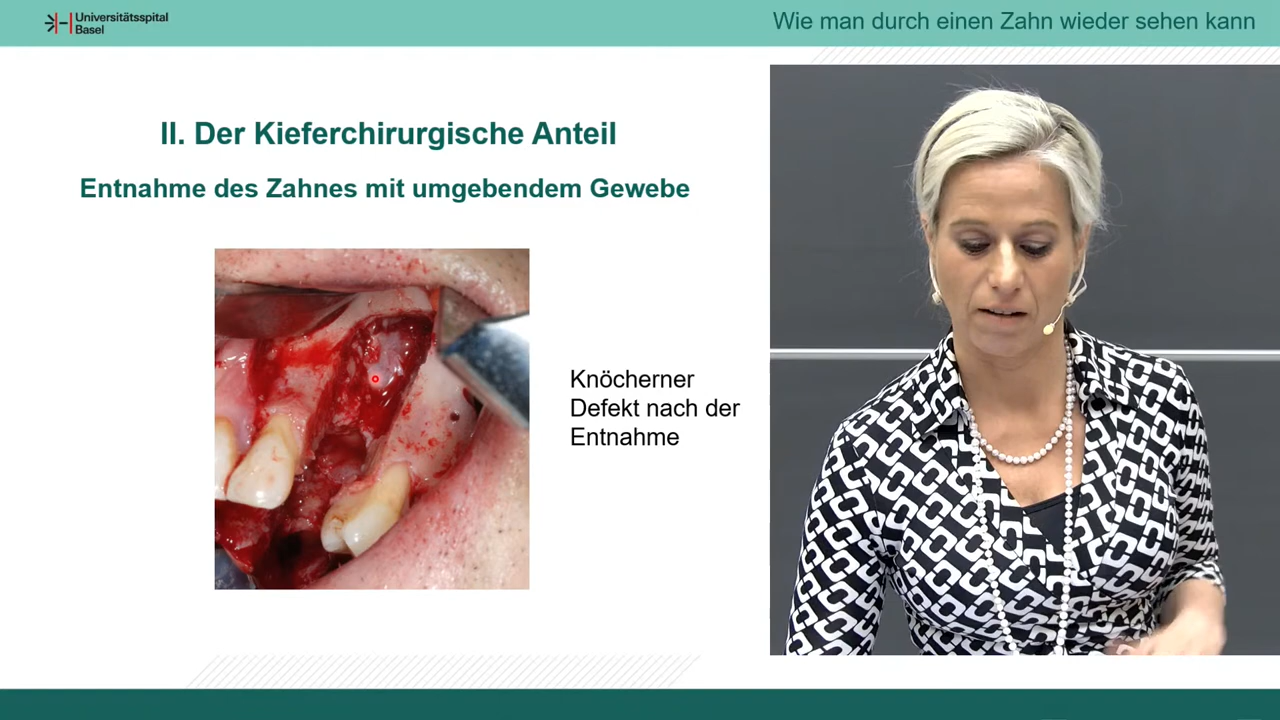 Universitätsspital
Basel
Wie man durch einen Zahn wieder sehen kann
II. Der Kieferchirurgische Anteil
Entnahme des Zahnes mit umgebendem Gewebe
Knöcherner
Defekt nach der
Entnahme